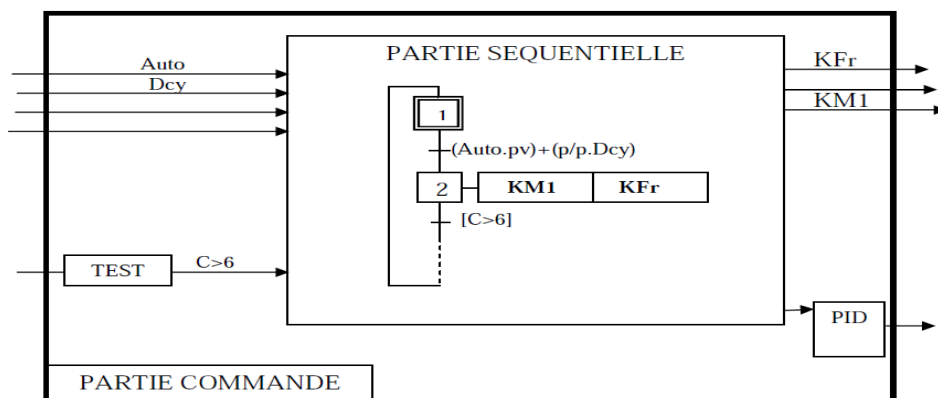 PARTIE SEQUENTIELLE
Auto
Dcy
KFr
KM1
1
(Auto.pv)+(p/p.Dcy)
2
KM1
KFr
[C>6]
TEST
C>6
PID
PARTIE COMMANDE